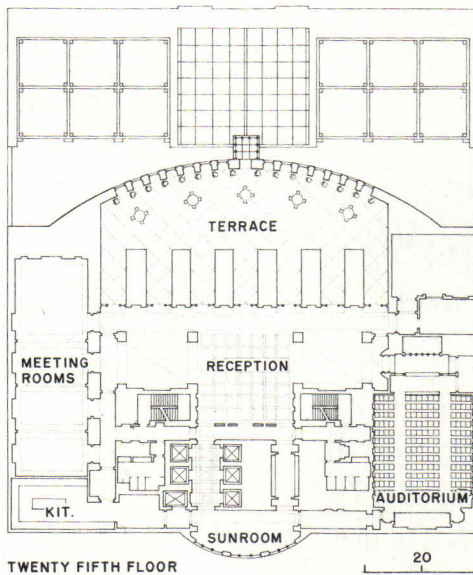 TERRACE
MEETING
ROOMS
RECEPTION
AUDITORIUM
KIT.
SUNROOM
TWENTY FIFTH FLOOR
20